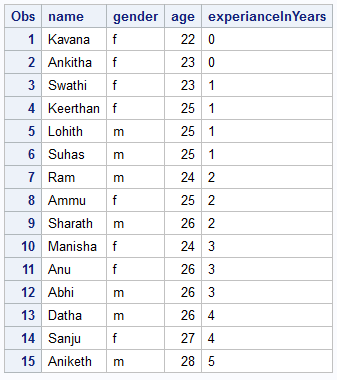 Obs name gender age experianceInYears
1 Kavana f 22 0
2 Ankitha f 23 0
3 Swathi f 23 1
4 Keerthan f 25 1
5 Lohith m 25 1
6 Suhas m 25 1
7 Ram m 24 2
8 Ammu f 25 2
9 Sharath m 26 2
10 Manisha f 24 3
11 Anu f 26 3
12 Abhi m 26 3
13 Datha m 26 4
14 Sanju f 27 4
15 Aniketh m 28 5